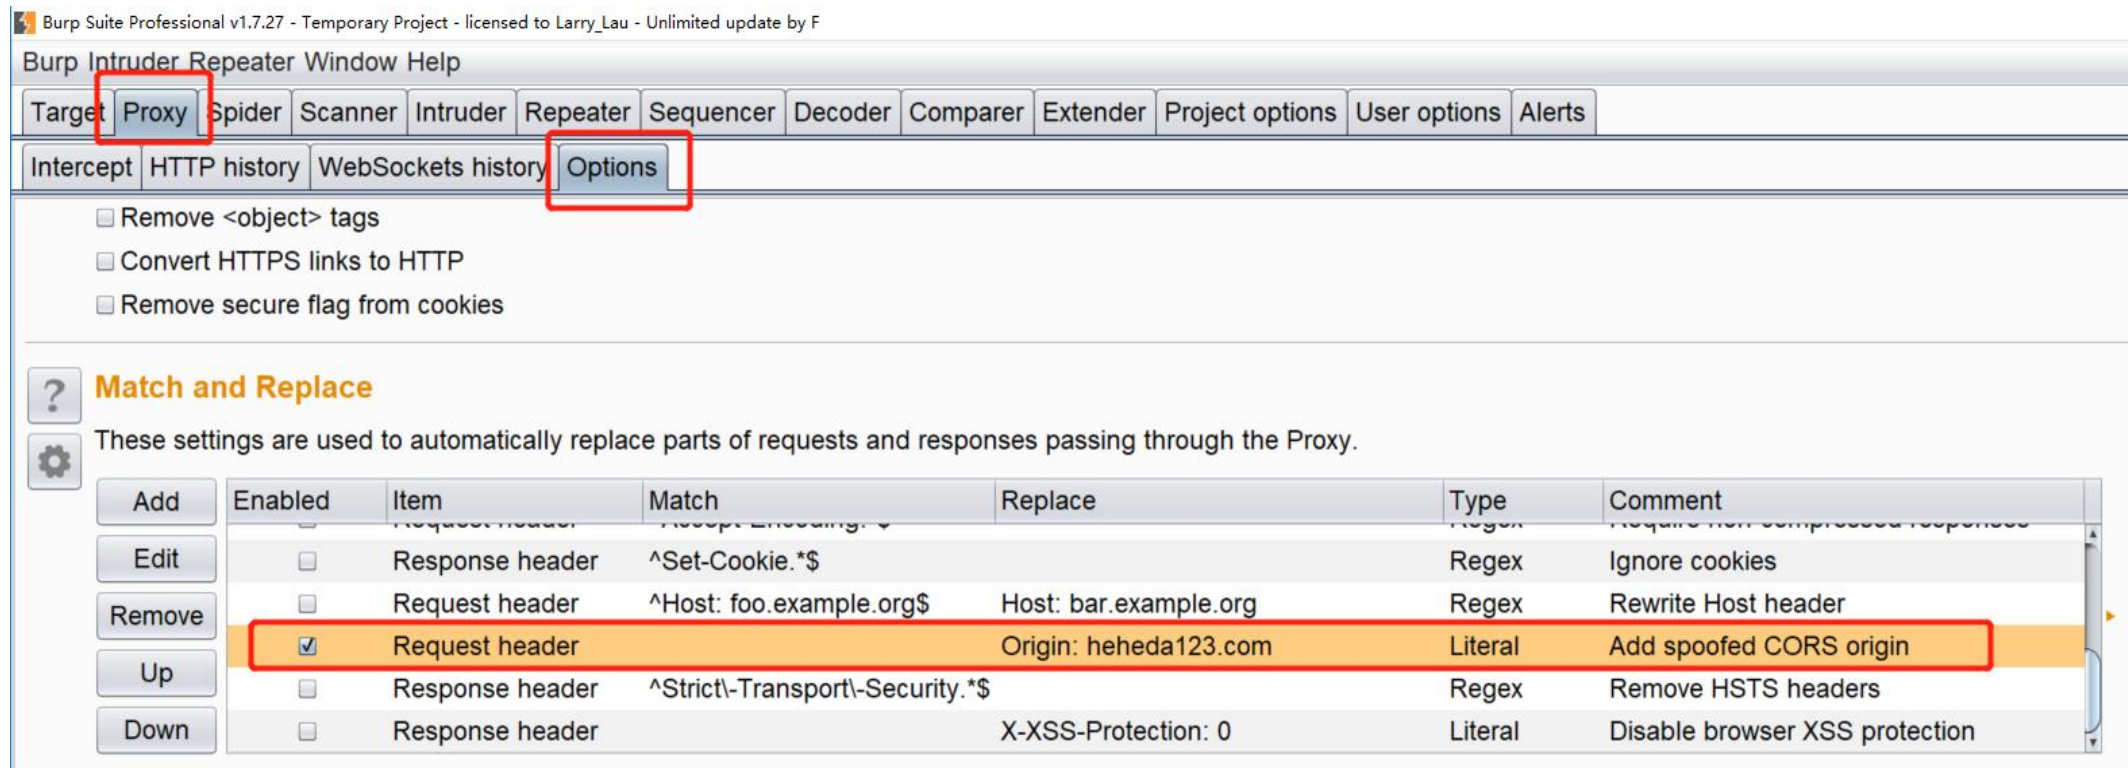 Burp Suite Professional v1.7.27 - Temporary Project - licensed to Larry_Lau - Unlimited update by F
Burp Intruder Repeater Window Help
Target Proxy Spider Scanner Intruder Repeater Sequencer Decoder Comparer Extender Project options User options Alerts
Intercept HTTP history WebSockets history Options
Remove <object> tags
Convert HTTPS links to HTTP
Remove secure flag from cookies
? Match and Replace
These settings are used to automatically replace parts of requests and responses passing through the Proxy.
Add Enabled Item Match Replace Type Comment
Request header Regex Require non-compressed responses
Edit Response header ^Set-Cookie.*$ Regex Ignore cookies
Remove Request header ^Host: foo.example.org$ Host: bar.example.org Regex Rewrite Host header
Request header Origin: heheda123.com Literal Add spoofed CORS origin
Up Response header ^Strict\-Transport\-Security.*$ Regex Remove HSTS headers
Down Response header X-XSS-Protection: 0 Literal Disable browser XSS protection